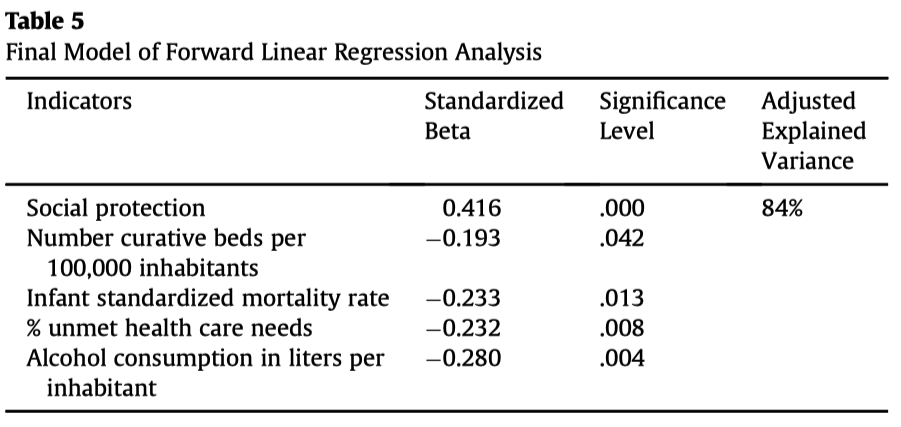 Table 5
Final Model of Forward Linear Regression Analysis
Indicators Standardized Beta Significance Level Adjusted Explained Variance
Social protection 0.416 .000 84%
Number curative beds per −0.193 .042
100,000 inhabitants
Infant standardized mortality rate −0.233 .013
% unmet health care needs −0.232 .008
Alcohol consumption in liters per −0.280 .004
inhabitant